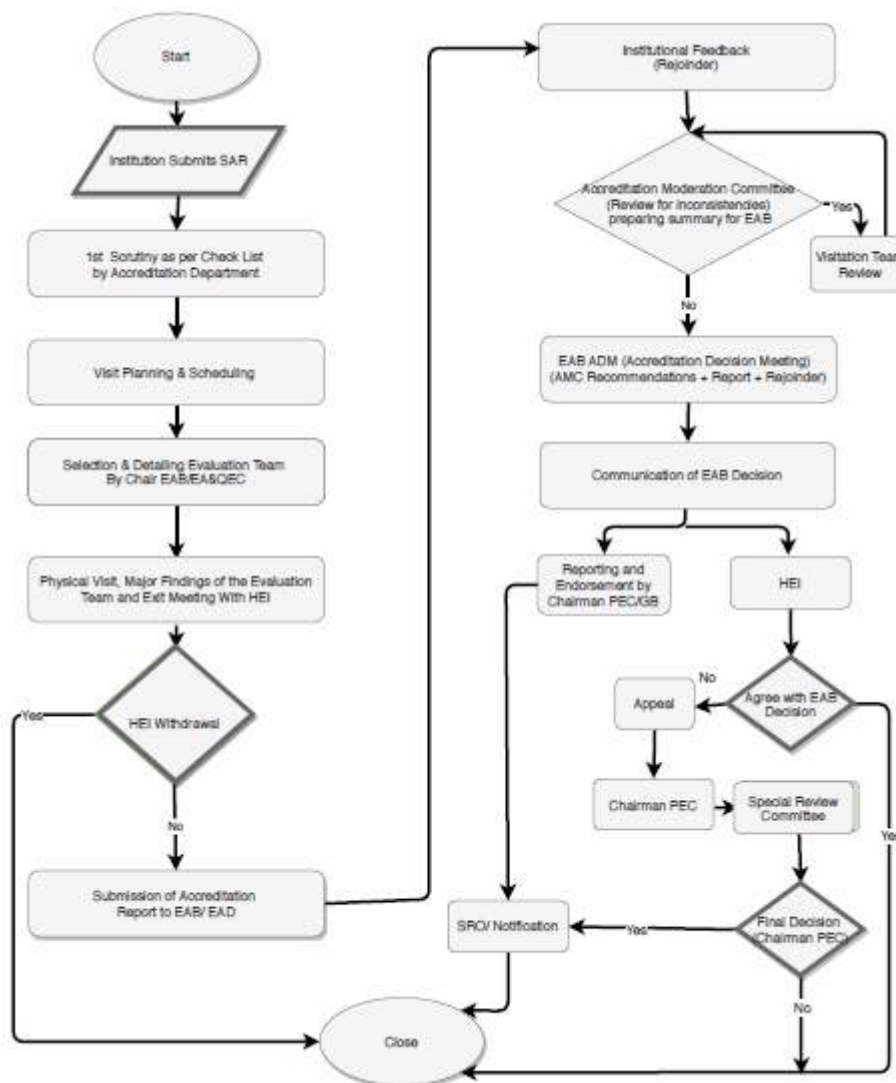 Start
Institution Submits SAR
1st Scrutiny as per Check List
by Accreditation Department
Visit Planning & Scheduling
Selection & Detailing Evaluation Team
By Chair EAB/EA&QEC
Physical Visit, Major Findings of the Evaluation
Team and Exit Meeting With HEI
Yes
HEI Withdrawal
No
Submission of Accreditation
Report to EAB/ EAD
Institutional Feedback
(Rejoinder)
Accreditation Moderation Committee
(Review for inconsistencies)
preparing summary for EAB
Yes
Visitation Team
Review
No
EAB ADM (Accreditation Decision Meeting)
(AMC Recommendations + Report + Rejoinder)
Communication of EAB Decision
Reporting and
Endorsement by
Chairman PEC/GB
HEI
No
Agree with EAB
Decision
Appeal
Chairman PEC
Special Review
Committee
Yes
Final Decision
(Chairman PEC)
Yes
SRO/ Notification
No
Close